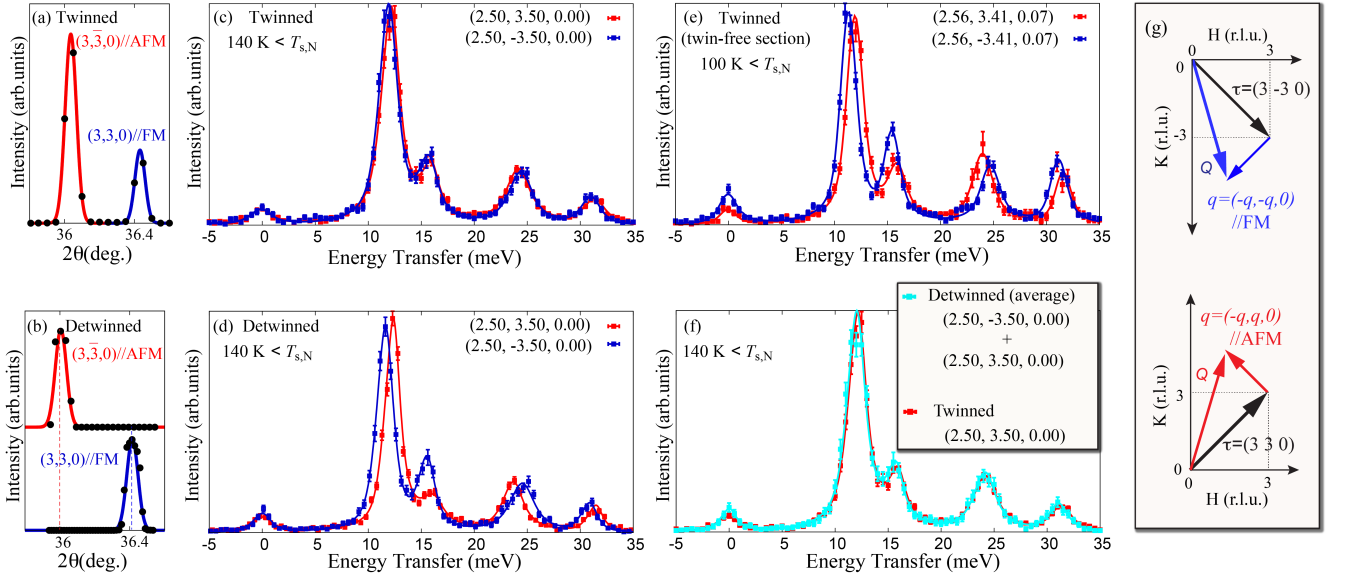 (a) Twinned
(3,3̅,0)//AFM
(3,3,0)//FM
Intensity (arb.units)
36
36.4
2θ(deg.)
(b) Detwinned
(3,3̅,0)//AFM
(3,3,0)//FM
Intensity (arb.units)
36
36.4
2θ(deg.)
(c) Twinned
140 K < Ts,N
(2.50, 3.50, 0.00)
(2.50, -3.50, 0.00)
Intensity (arb.units)
-5 0 5 10 15 20 25 30 35
Energy Transfer (meV)
(d) Detwinned
140 K < Ts,N
(2.50, 3.50, 0.00)
(2.50, -3.50, 0.00)
Intensity (arb.units)
-5 0 5 10 15 20 25 30 35
Energy Transfer (meV)
(e) Twinned
(twin-free section)
100 K < Ts,N
(2.56, 3.41, 0.07)
(2.56, -3.41, 0.07)
Intensity (arb.units)
-5 0 5 10 15 20 25 30 35
Energy Transfer (meV)
(f)
140 K < Ts,N
Detwinned (average)
(2.50, -3.50, 0.00)
+
(2.50, 3.50, 0.00)
Twinned
(2.50, 3.50, 0.00)
Intensity (arb.units)
-5 0 5 10 15 20 25 30 35
Energy Transfer (meV)
(g)
H (r.l.u.)
0 3
0
τ=(3 -3 0)
-3
K (r.l.u.)
Q
q=(-q,-q,0)
//FM
q=(-q,q,0)
//AFM
Q
K (r.l.u.)
3
τ=(3 3 0)
0
0 3
H (r.l.u.)